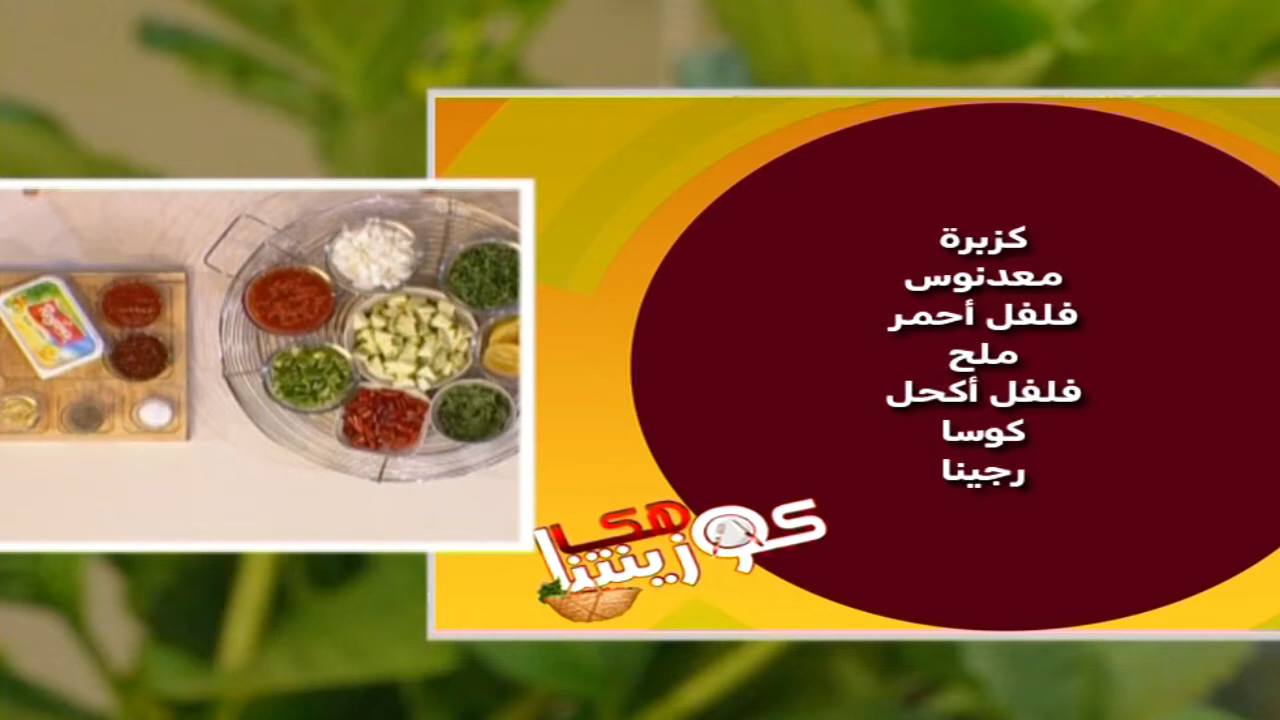 كزبرة
معدنوس
فلفل أحمر
ملح
فلفل أكحل
كوسا
رجينا
هكا
كوزينتنا